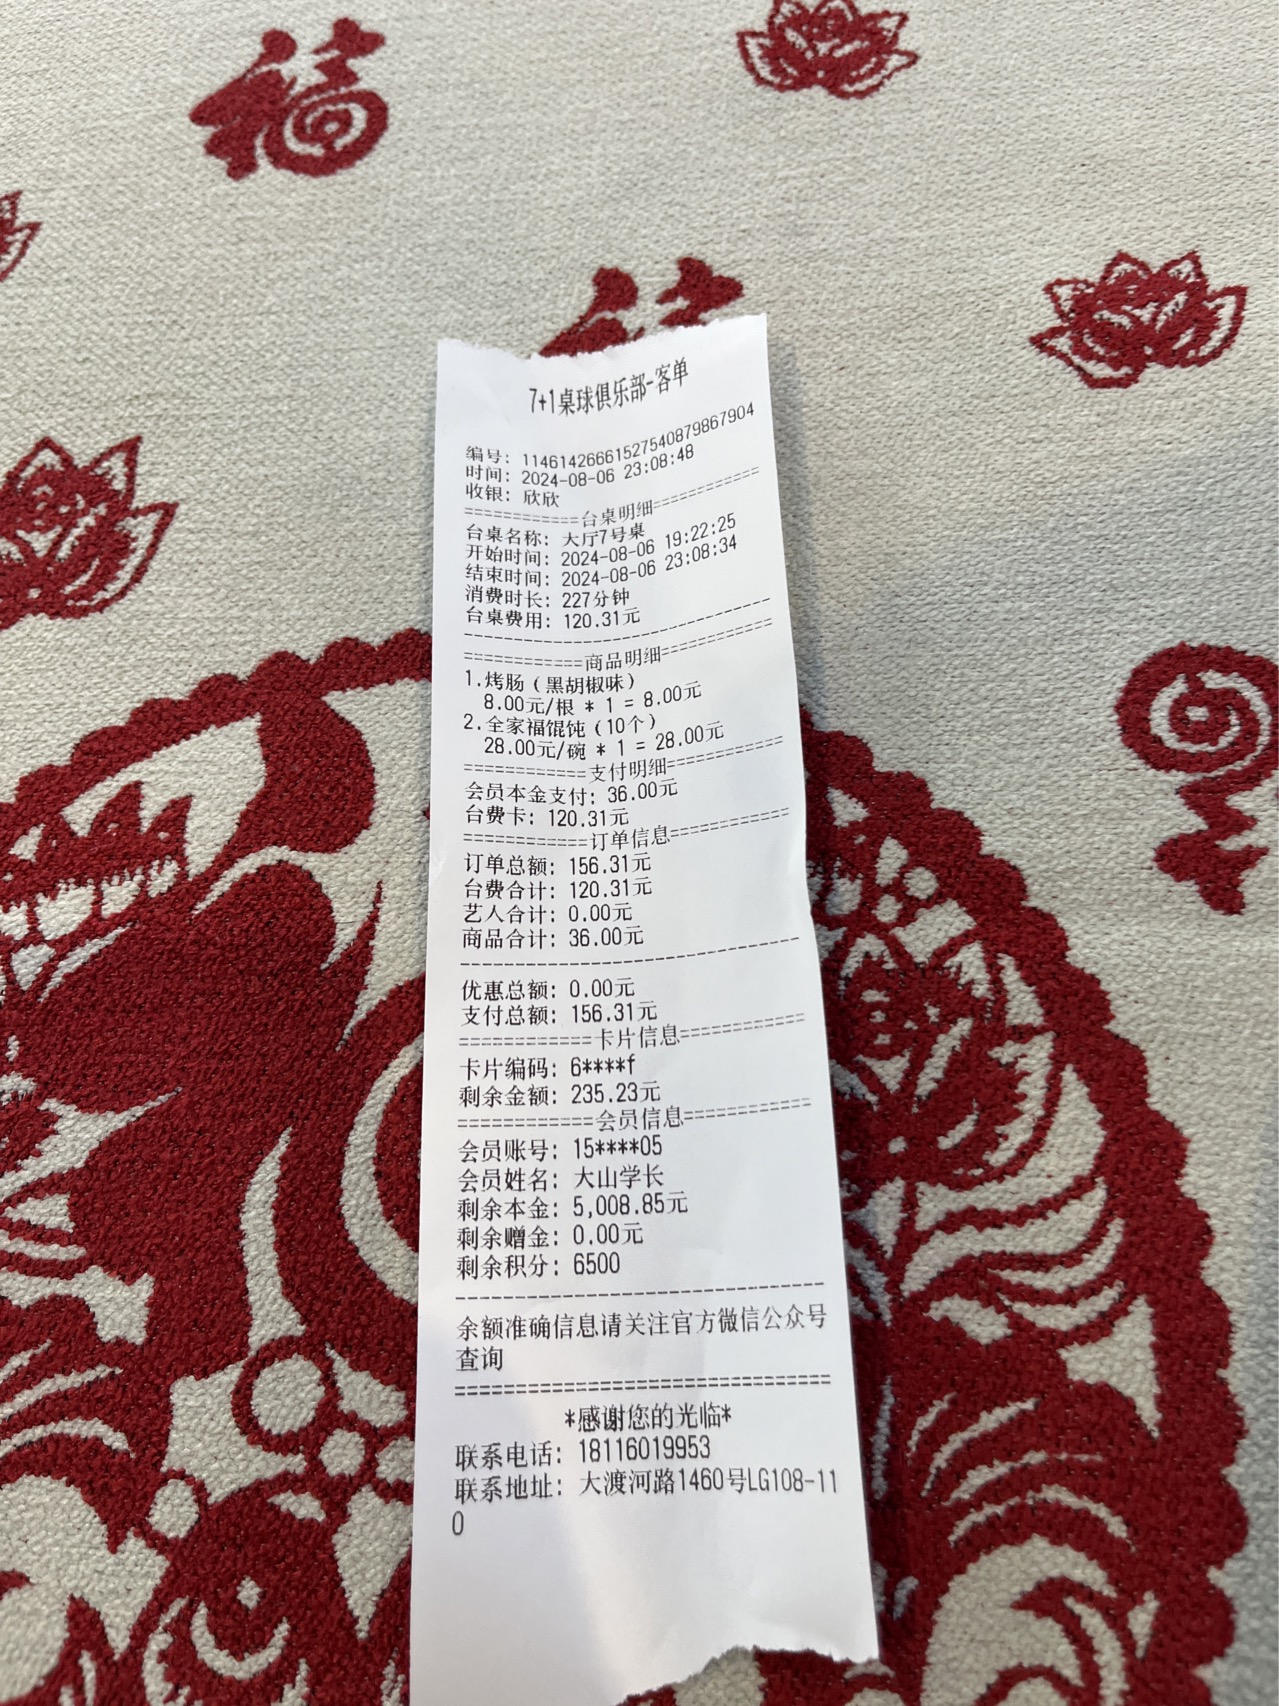 福
福
7+1桌球俱乐部-客单
编号: 1146142666152754087986​7904
时间: 2024-08-06 23:08:48
收银: 欣欣
============台桌明细============
台桌名称: 大厅7号桌
开始时间: 2024-08-06 19:22:25
结束时间: 2024-08-06 23:08:34
消费时长: 227分钟
台桌费用: 120.31元
--------------------------------
============商品明细============
1.烤肠(黑胡椒味)
8.00元/根 * 1 = 8.00元
2.全家福馄饨(10个)
28.00元/碗 * 1 = 28.00元
============支付明细============
会员本金支付: 36.00元
台费卡: 120.31元
============订单信息============
订单总额: 156.31元
台费合计: 120.31元
艺人合计: 0.00元
商品合计: 36.00元
--------------------------------
优惠总额: 0.00元
支付总额: 156.31元
============卡片信息============
卡片编码: 6****f
剩余金额: 235.23元
============会员信息============
会员账号: 15****05
会员姓名: 大山学长
剩余本金: 5,008.85元
剩余赠金: 0.00元
剩余积分: 6500
--------------------------------
余额准确信息请关注官方微信公众号
查询
================================
*感谢您的光临*
联系电话: 18116019953
联系地址: 大渡河路1460号LG108-11
0